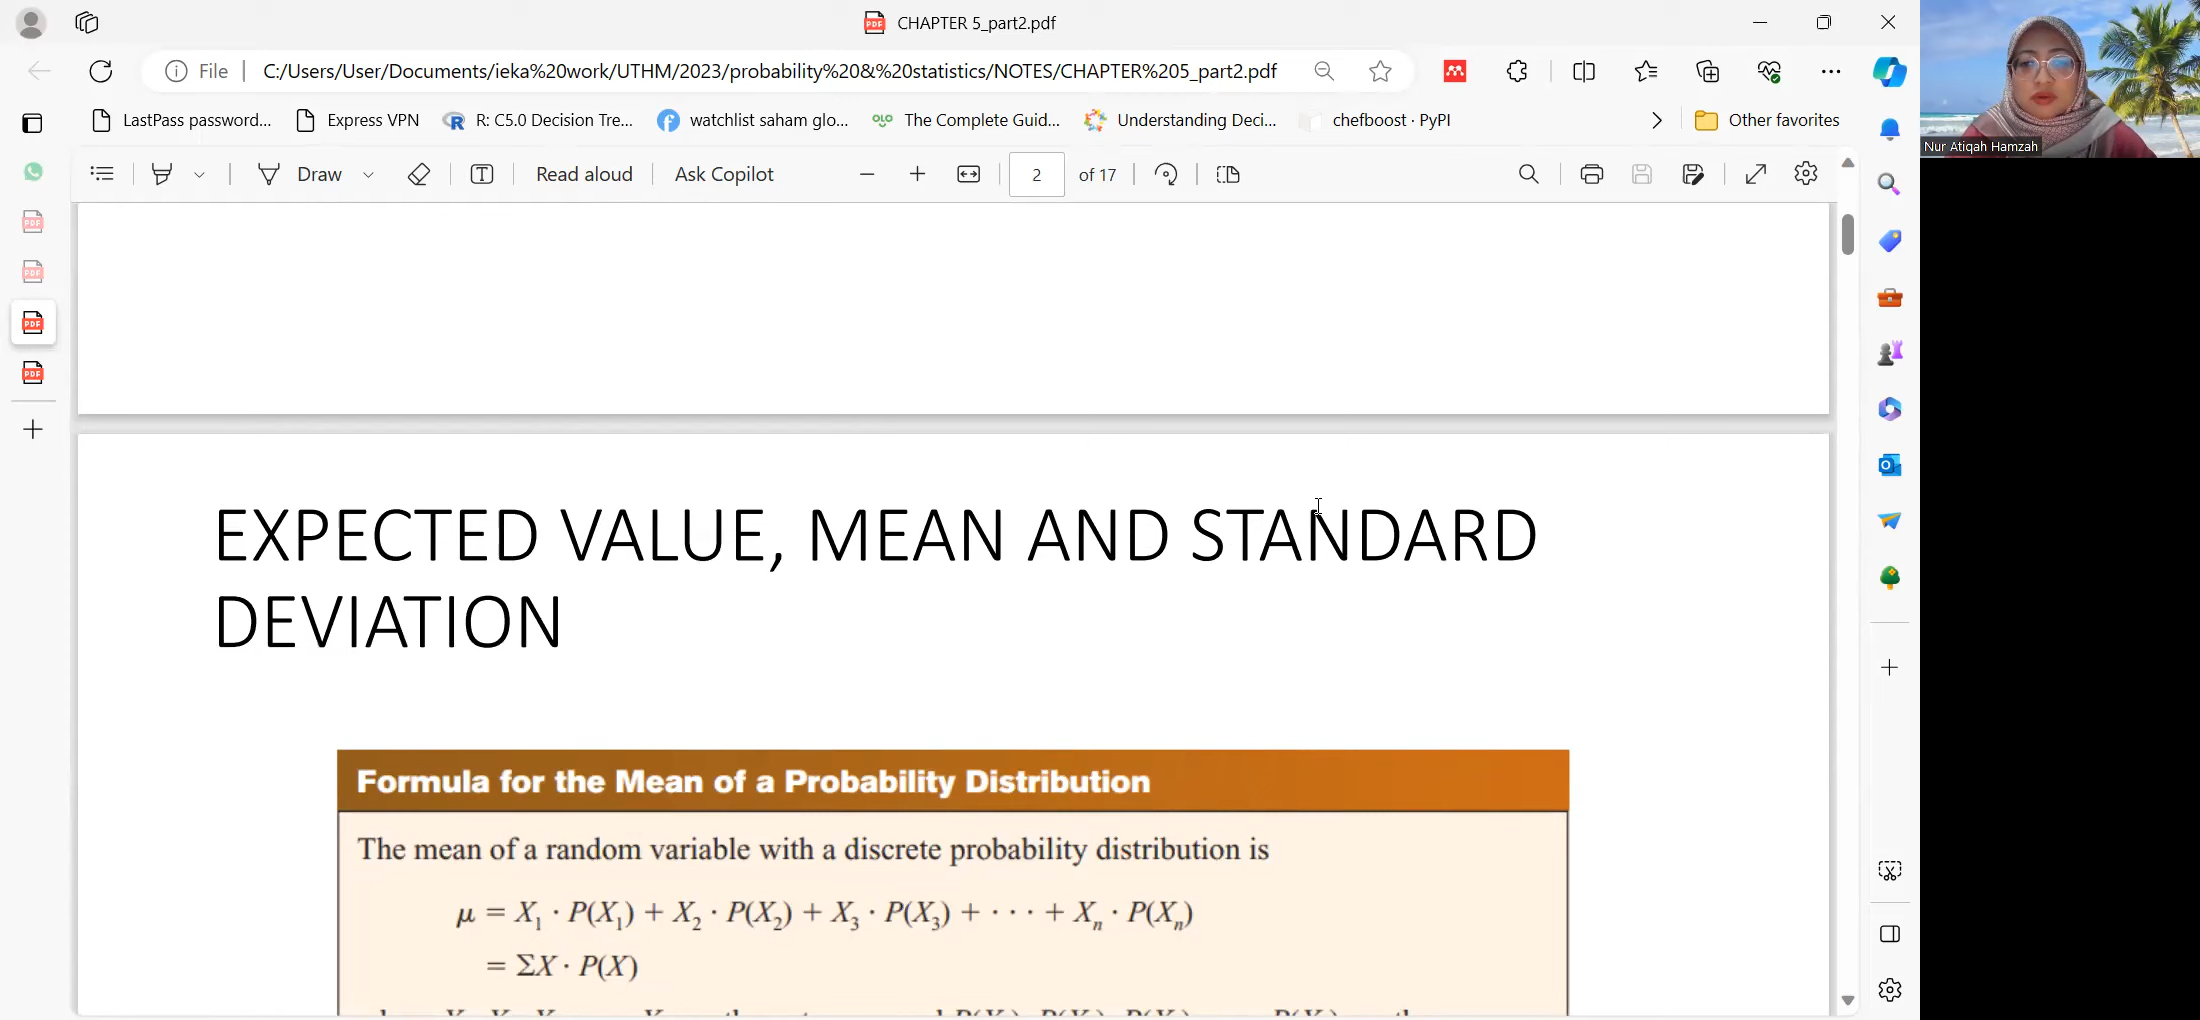 CHAPTER 5_part2.pdf
File
C:/Users/User/Documents/ieka%20work/UTHM/2023/probability%20&%20statistics/NOTES/CHAPTER%205_part2.pdf
LastPass password... Express VPN R: C5.0 Decision Tre... watchlist saham glo... The Complete Guid... Understanding Deci... chefboost · PyPI Other favorites
Nur Atiqah Hamzah
Draw Read aloud Ask Copilot 2 of 17
EXPECTED VALUE, MEAN AND STANDARD
DEVIATION
Formula for the Mean of a Probability Distribution
The mean of a random variable with a discrete probability distribution is
μ = X₁ · P(X₁) + X₂ · P(X₂) + X₃ · P(X₃) + · · · + Xₙ · P(Xₙ)
= ΣX · P(X)